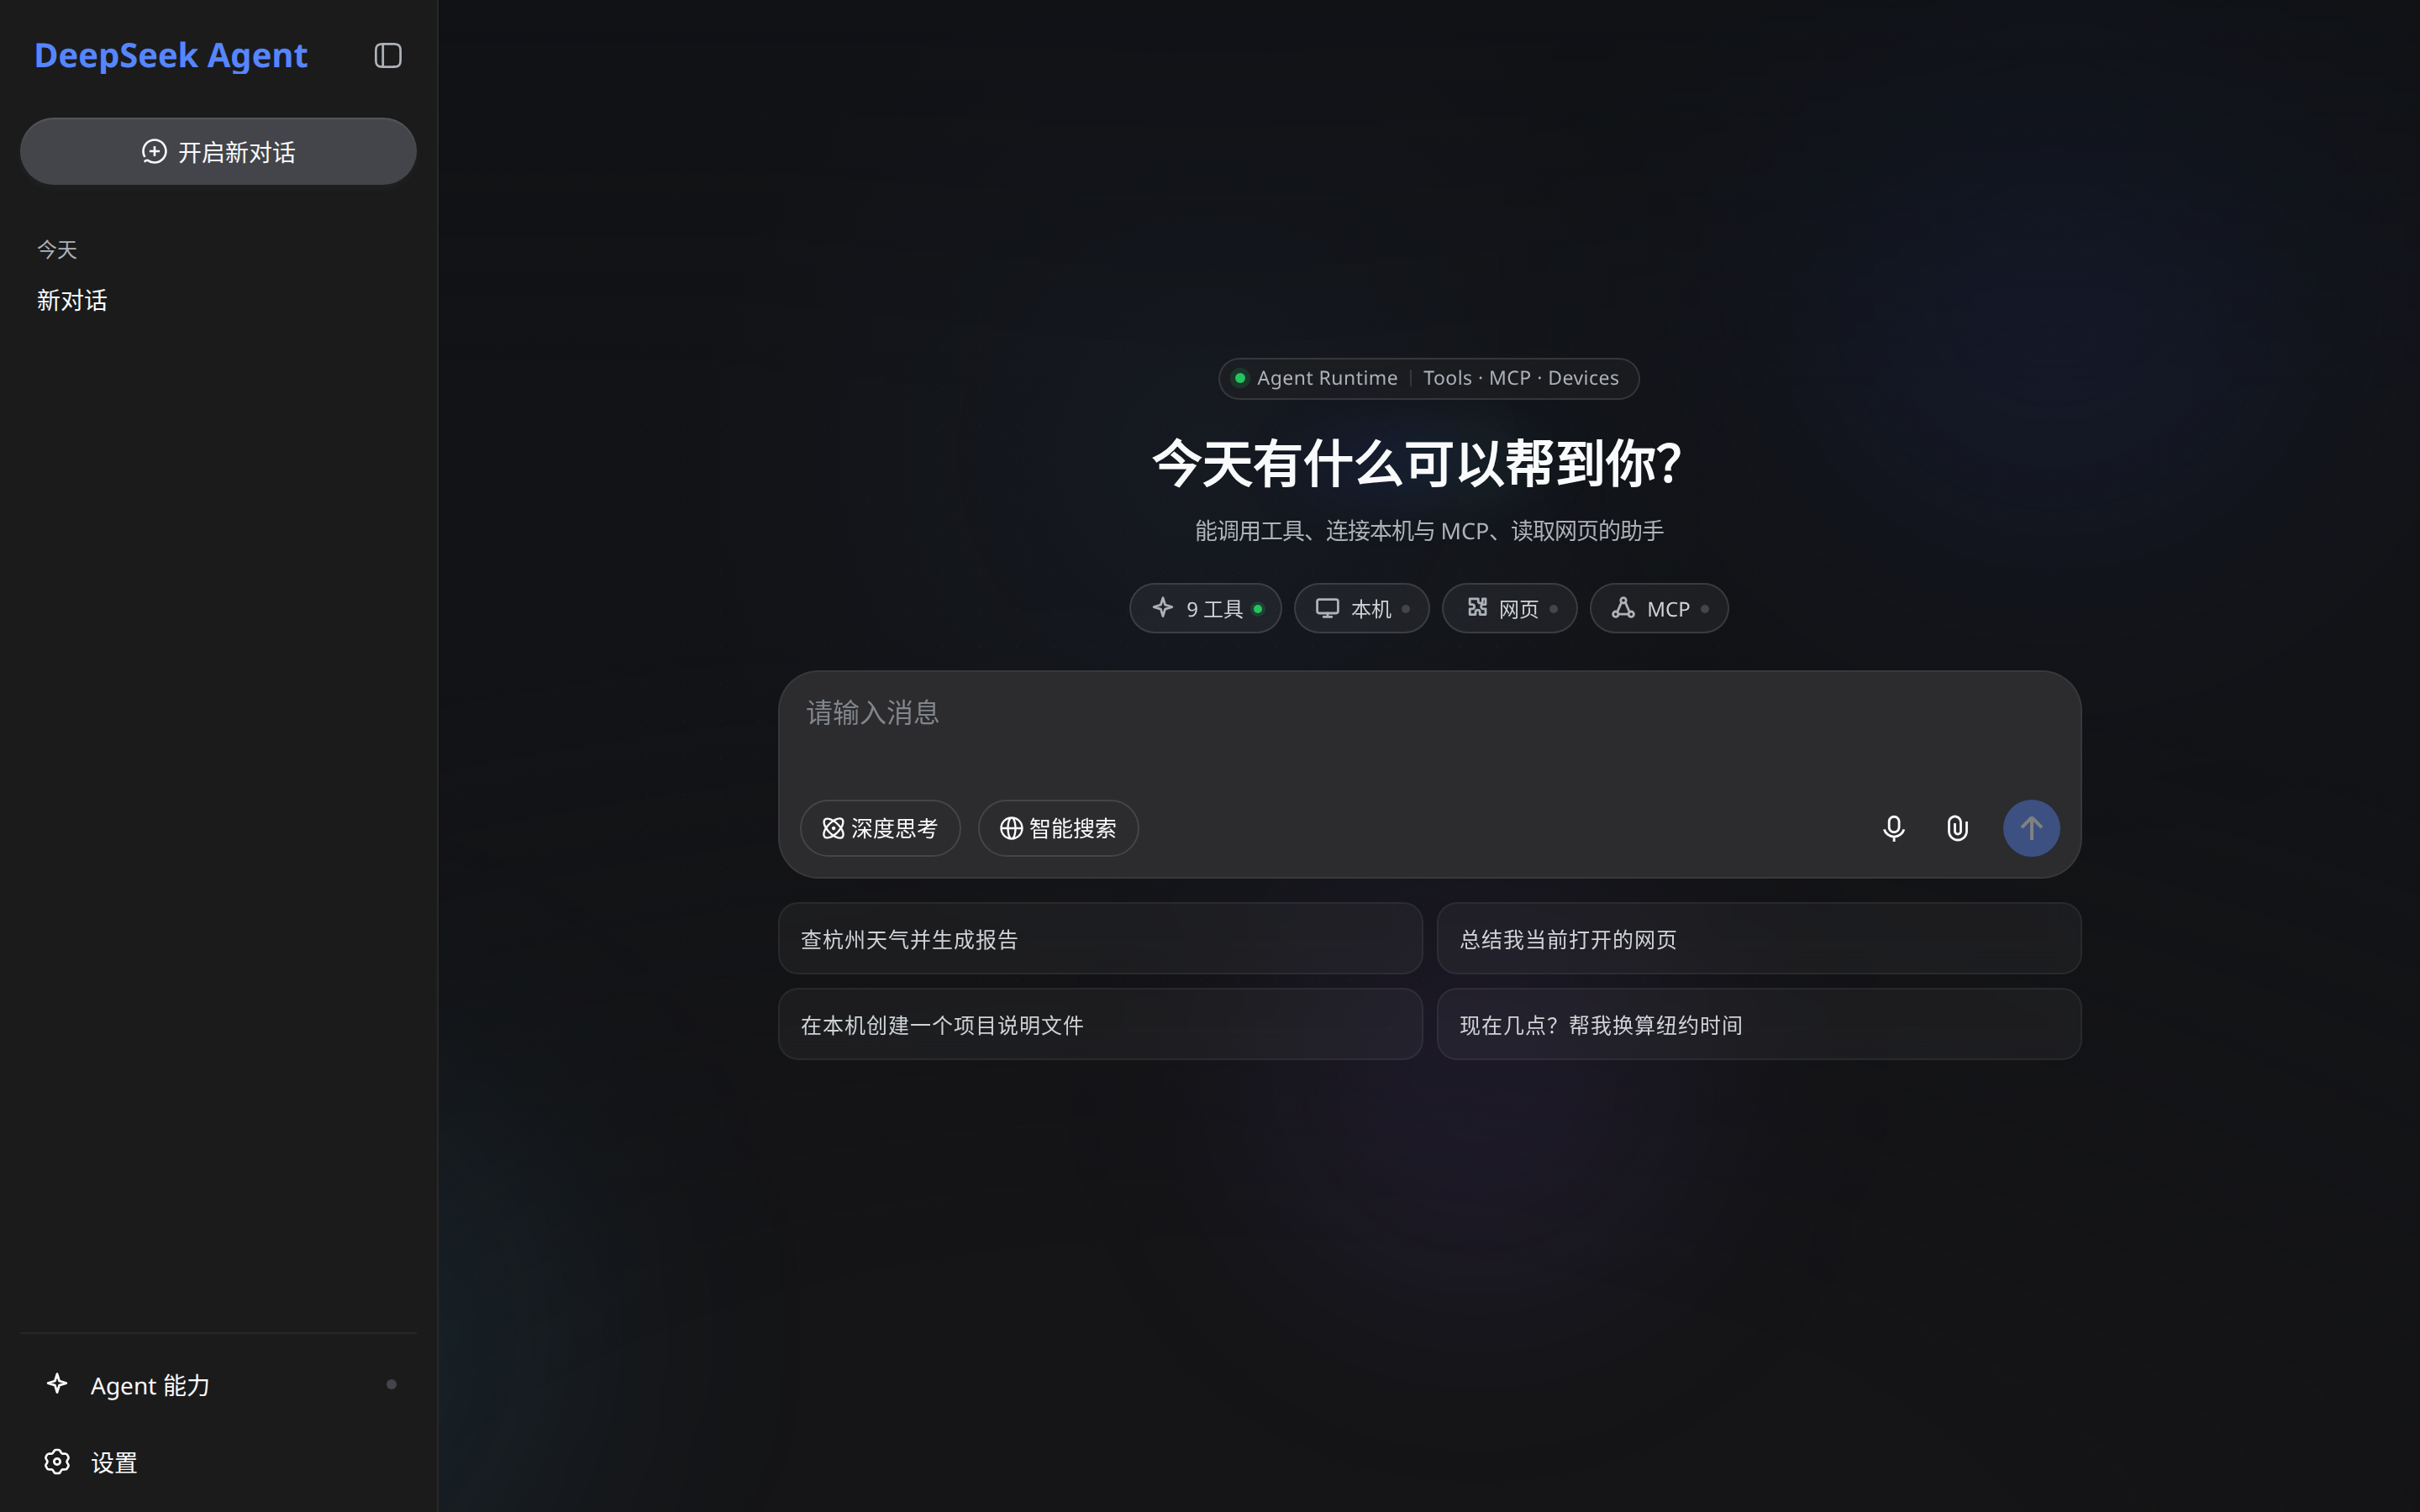 DeepSeek Agent
开启新对话
今天
新对话
Agent Runtime | Tools · MCP · Devices
今天有什么可以帮到你？
能调用工具、连接本机与 MCP、读取网页的助手
9 工具 本机 网页 MCP
请输入消息
深度思考 智能搜索
查杭州天气并生成报告
总结我当前打开的网页
在本机创建一个项目说明文件
现在几点？帮我换算纽约时间
Agent 能力
设置